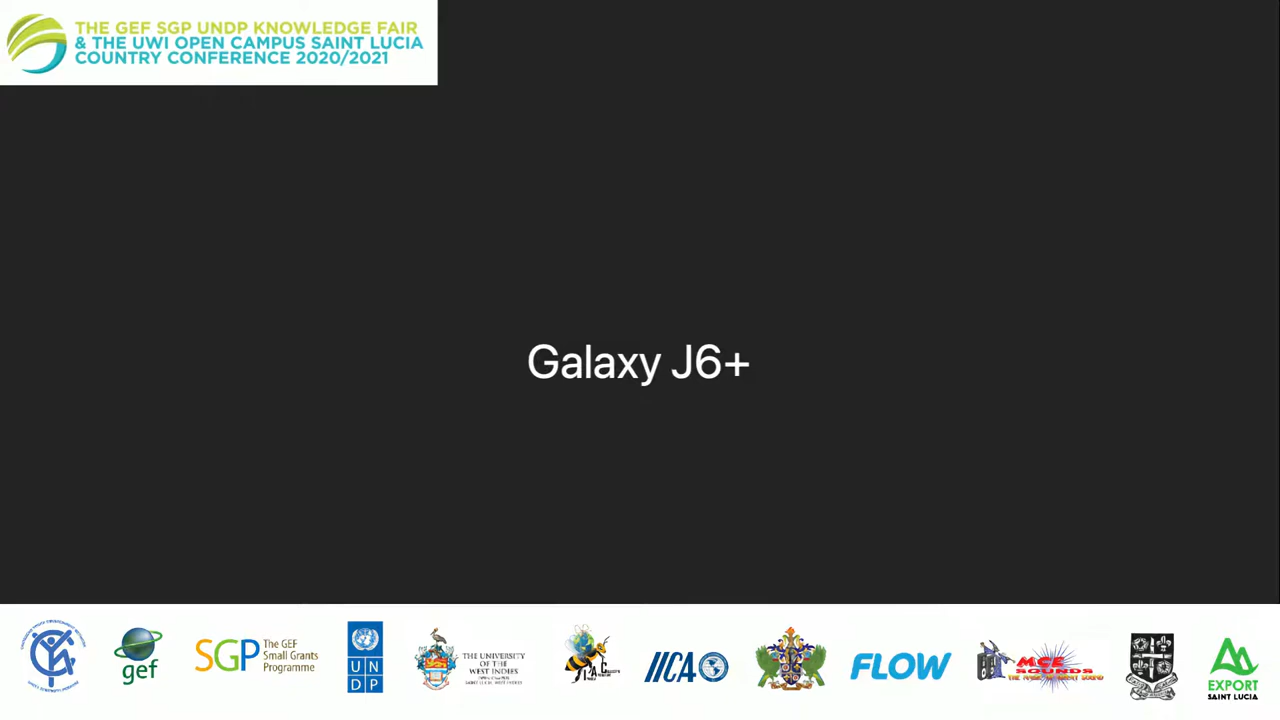 THE GEF SGP UNDP KNOWLEDGE FAIR
& THE UWI OPEN CAMPUS SAINT LUCIA
COUNTRY CONFERENCE 2020/2021
Galaxy J6+
gef
SGP
The GEF
Small Grants
Programme
U N
D P
THE UNIVERSITY
OF THE
WEST INDIES
IICA
FLOW
MCE
SOUNDS
EXPORT
SAINT LUCIA